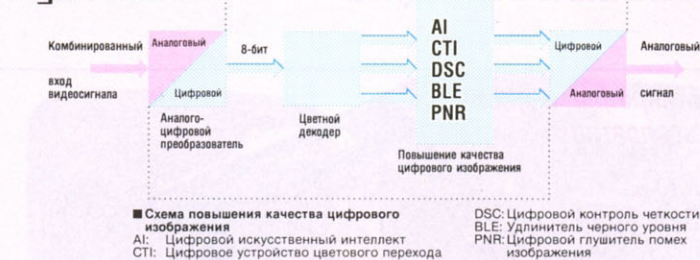 Комбинированный
вход
видеосигнала
Аналоговый
Цифровой
Аналого-
цифровой
преобразователь
8-бит
Цветной
декодер
AI
CTI
DSC
BLE
PNR
Повышение качества
цифрового изображения
Цифровой
Аналоговый
Аналоговый
сигнал
■ Схема повышения качества цифрового
изображения
AI: Цифровой искусственный интеллект
CTI: Цифровое устройство цветового перехода
DSC: Цифровой контроль четкости
BLE: Удлинитель черного уровня
PNR: Цифровой глушитель помех
изображения